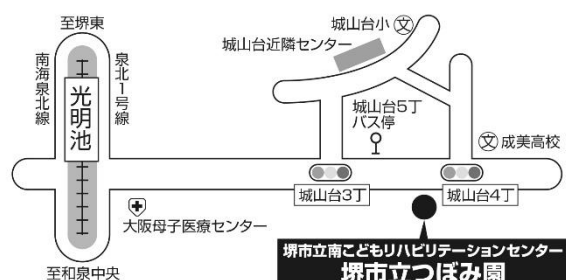 至堺東
南海泉北線
泉北1号線
光明池
至和泉中央
城山台小
文
城山台近隣センター
城山台5丁
バス停
文
成美高校
城山台3丁
城山台4丁
大阪母子医療センター
堺市立南こどもリハビリテーションセンター
堺市立つぼみ園